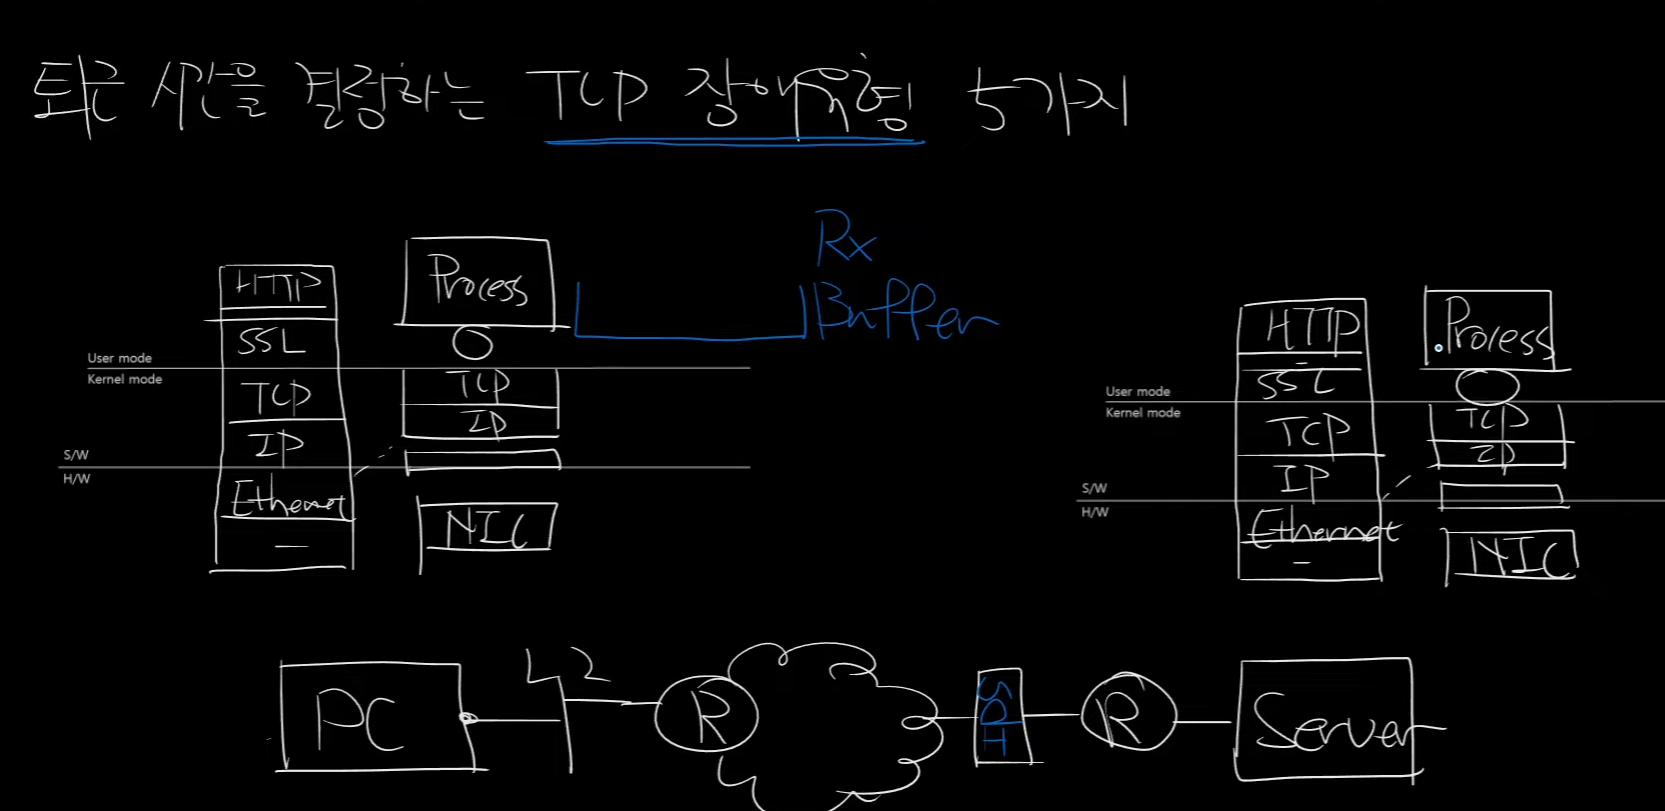 퇴근 시간을 결정하는 TCP 장애유형 5가지
Rx
Buffer
HTTP
SSL
TCP
IP
Ethernet
Process
TCP
IP
NIC
User mode
Kernel mode
S/W
H/W
HTTP
SSL
TCP
IP
Ethernet
Process
TCP
IP
NIC
User mode
Kernel mode
S/W
H/W
PC
L2
R
R
Server